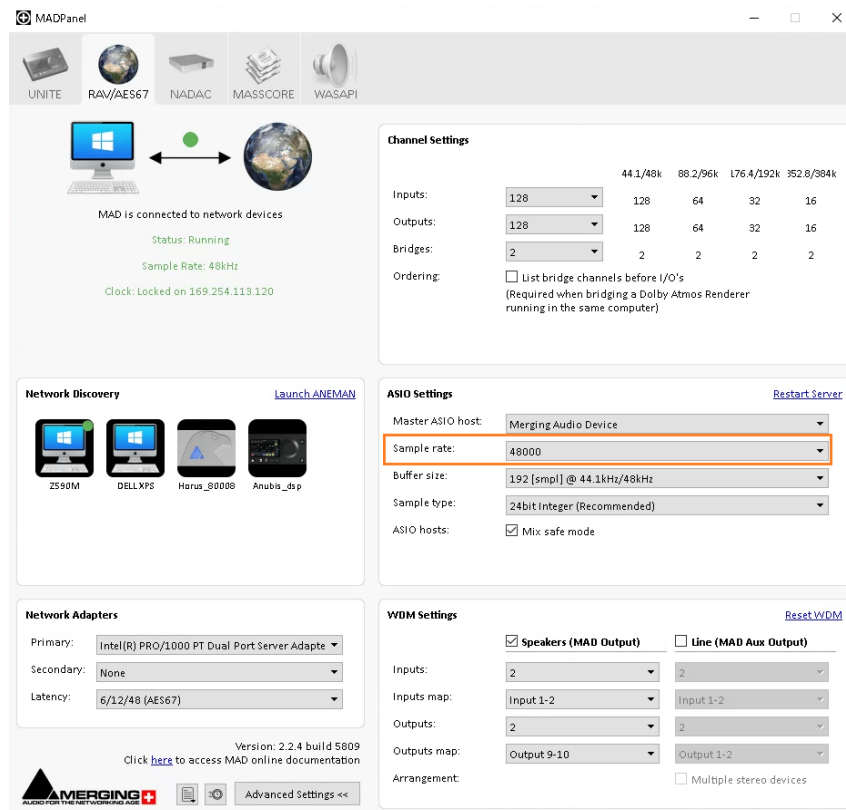 MADPanel
UNITE RAV/AES67 NADAC MASSCORE WASAPI
MAD is connected to network devices
Status: Running
Sample Rate: 48kHz
Clock: Locked on 169.254.113.120
Channel Settings
44.1/48k 88.2/96k 176.4/192k 352.8/384k
Inputs: 128 128 64 32 16
Outputs: 128 128 64 32 16
Bridges: 2 2 2 2 2
Ordering: List bridge channels before I/O's
(Required when bridging a Dolby Atmos Renderer
running in the same computer)
Network Discovery Launch ANEMAN
Z590M DELLXPS Horus_80008 Anubis_dsp
ASIO Settings Restart Server
Master ASIO host: Merging Audio Device
Sample rate: 48000
Buffer size: 192 [smpl] @ 44.1kHz/48kHz
Sample type: 24bit Integer (Recommended)
ASIO hosts: Mix safe mode
Network Adapters
Primary: Intel(R) PRO/1000 PT Dual Port Server Adapte
Secondary: None
Latency: 6/12/48 (AES67)
Version: 2.2.4 build 5809
Click here to access MAD online documentation
MERGING
AUDIO FOR THE NETWORKING AGE
Advanced Settings <<
WDM Settings Reset WDM
Speakers (MAD Output) Line (MAD Aux Output)
Inputs: 2 2
Inputs map: Input 1-2 Input 1-2
Outputs: 2 2
Outputs map: Output 9-10 Output 1-2
Arrangement: Multiple stereo devices